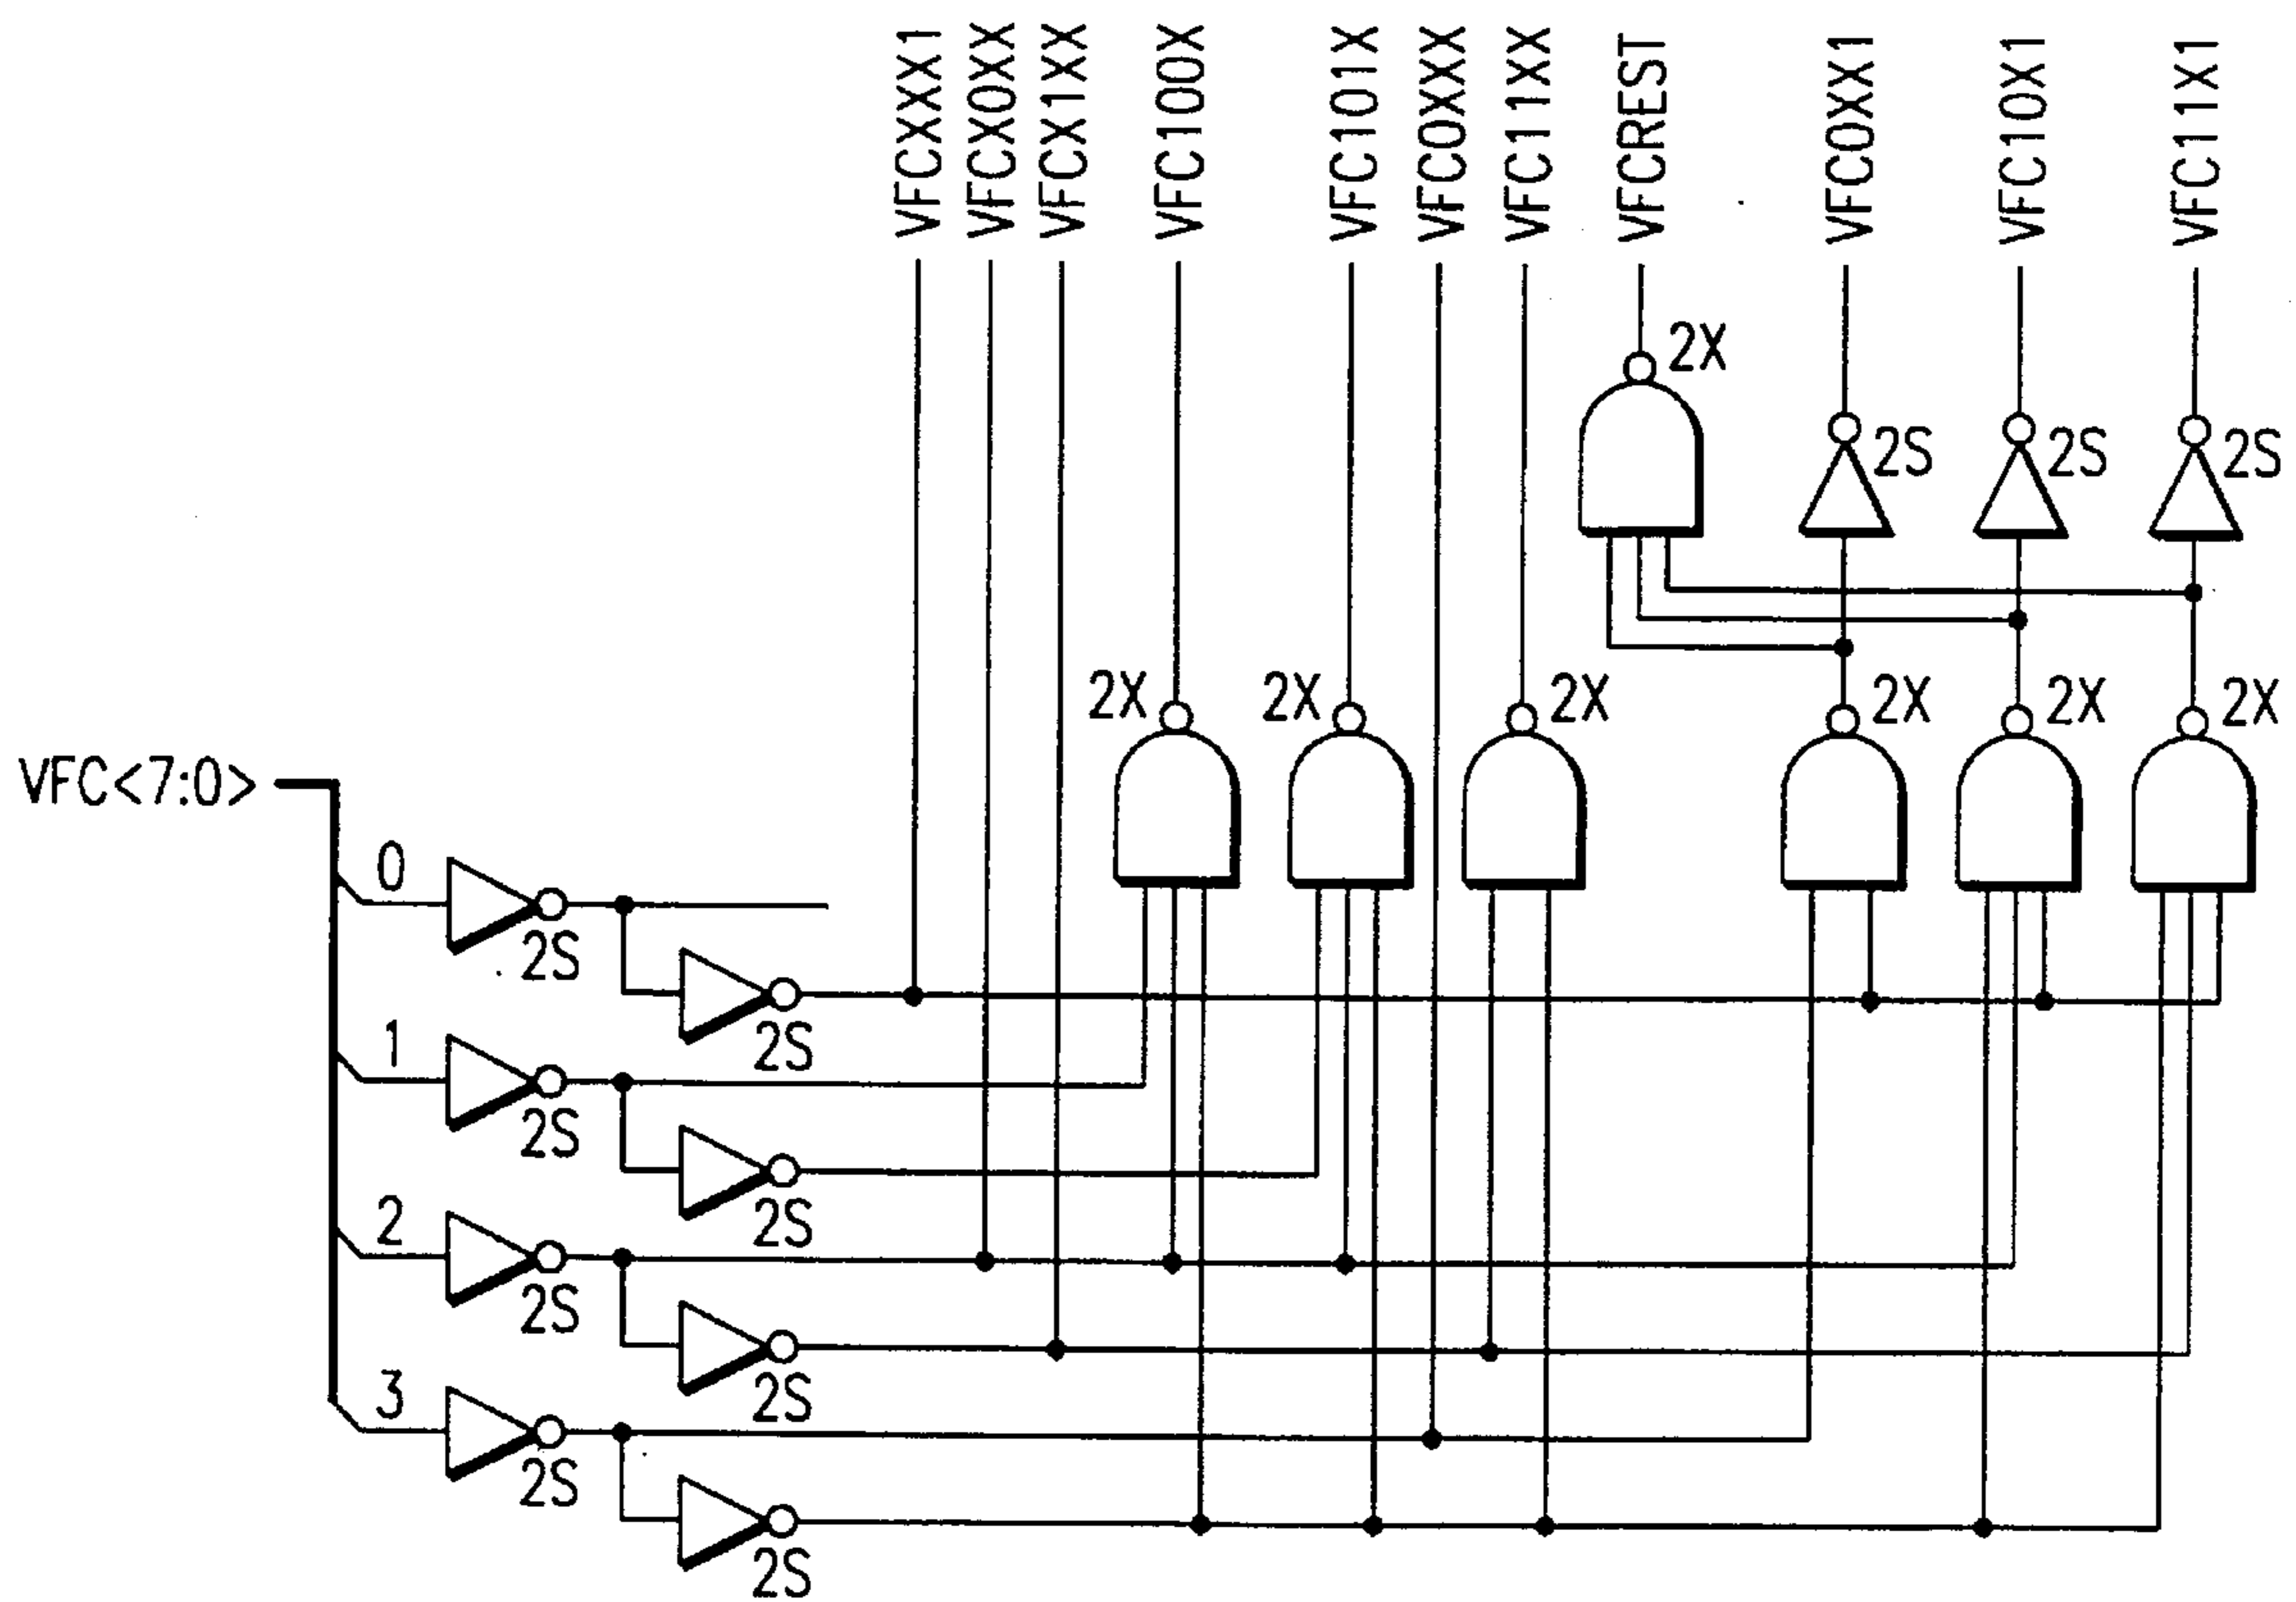 VFCXXX1
VFCX0XX
VFCX1XX
VFC100X
VFC101X
VFC0XXX
VFC11XX
VFCREST
VFC0XX1
VFC10X1
VFC11X1
2X
2S
2S
2S
2X
2X
2X
2X
2X
2X
VFC<7:0>
0
2S
2S
1
2S
2S
2
2S
2S
3
2S
2S